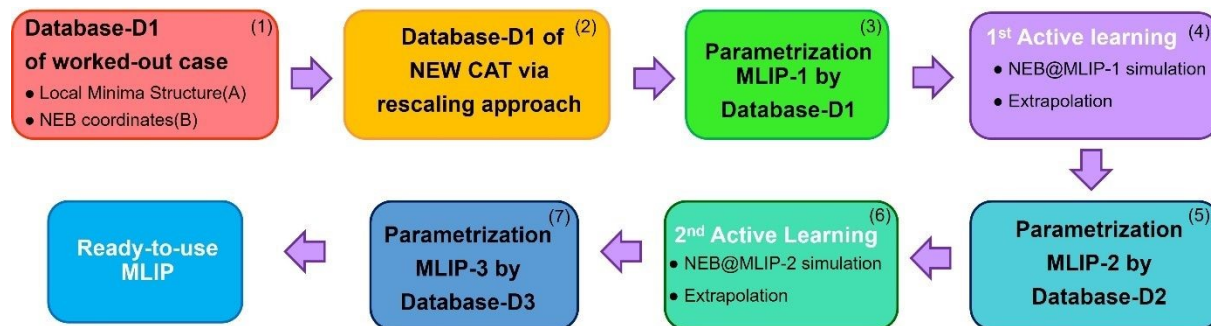 (1)
Database-D1
of worked-out case
● Local Minima Structure(A)
● NEB coordinates(B)
(2)
Database-D1 of
NEW CAT via
rescaling approach
(3)
Parametrization
MLIP-1 by
Database-D1
1st Active learning (4)
● NEB@MLIP-1 simulation
● Extrapolation
(5)
Parametrization
MLIP-2 by
Database-D2
(6)
2nd Active Learning
● NEB@MLIP-2 simulation
● Extrapolation
(7)
Parametrization
MLIP-3 by
Database-D3
Ready-to-use
MLIP